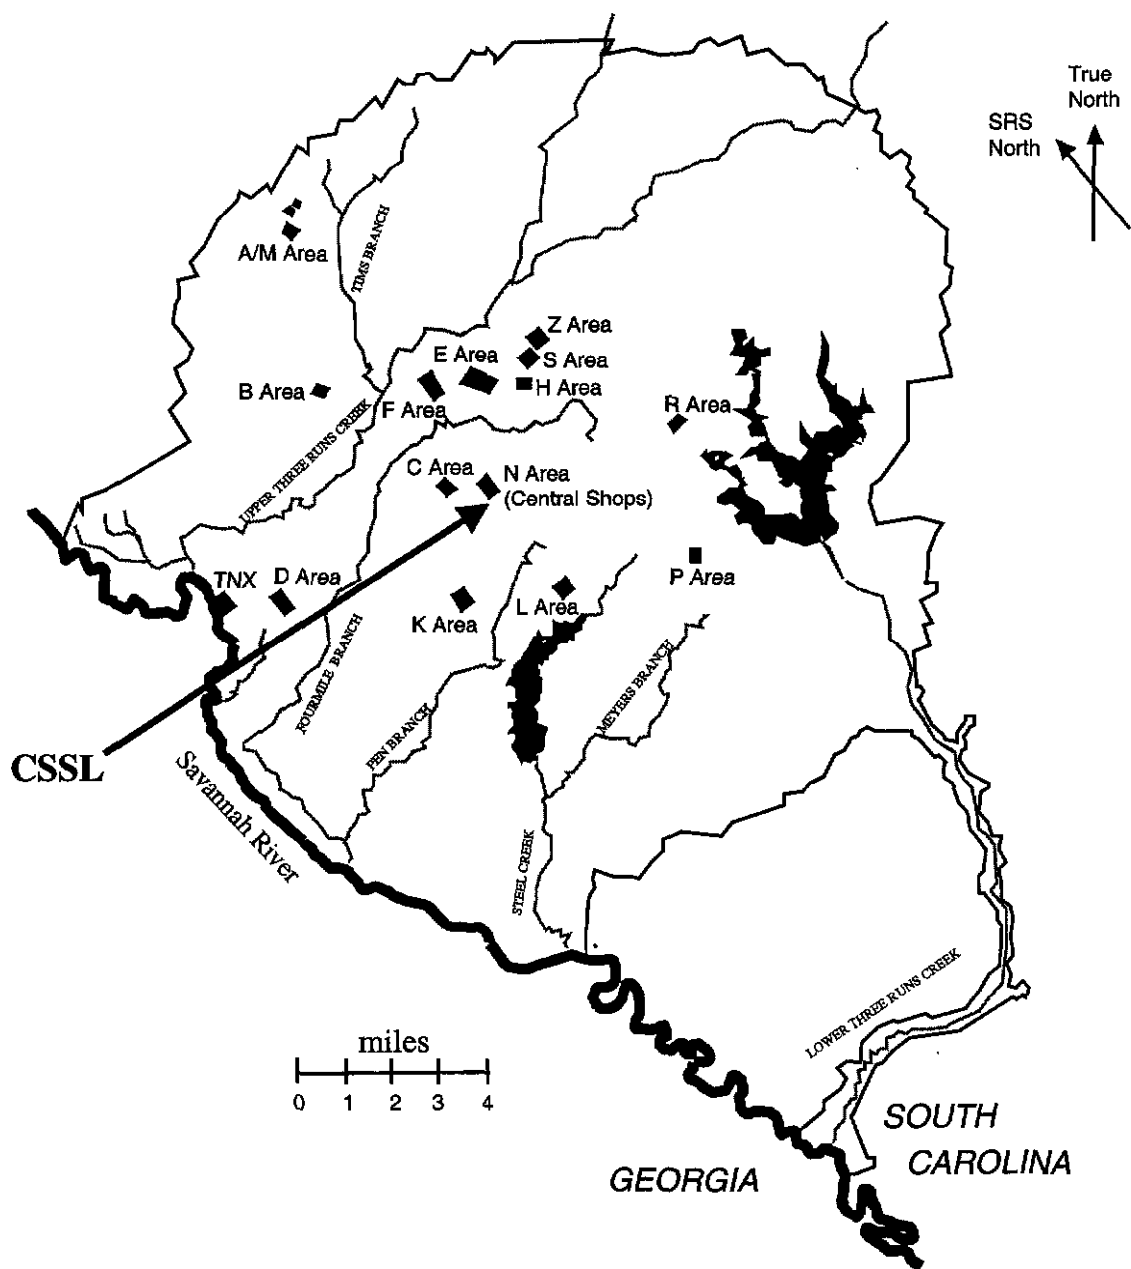 True
North
SRS
North
TIMS BRANCH
A/M Area
Z Area
E Area
S Area
B Area
H Area
F Area
R Area
UPPER THREE RUNS CREEK
C Area
N Area
(Central Shops)
TNX
D Area
P Area
L Area
K Area
FOURMILE BRANCH
MEYERS BRANCH
PEN BRANCH
CSSL
Savannah River
STEEL CREEK
LOWER THREE RUNS CREEK
miles
0 1 2 3 4
SOUTH
CAROLINA
GEORGIA